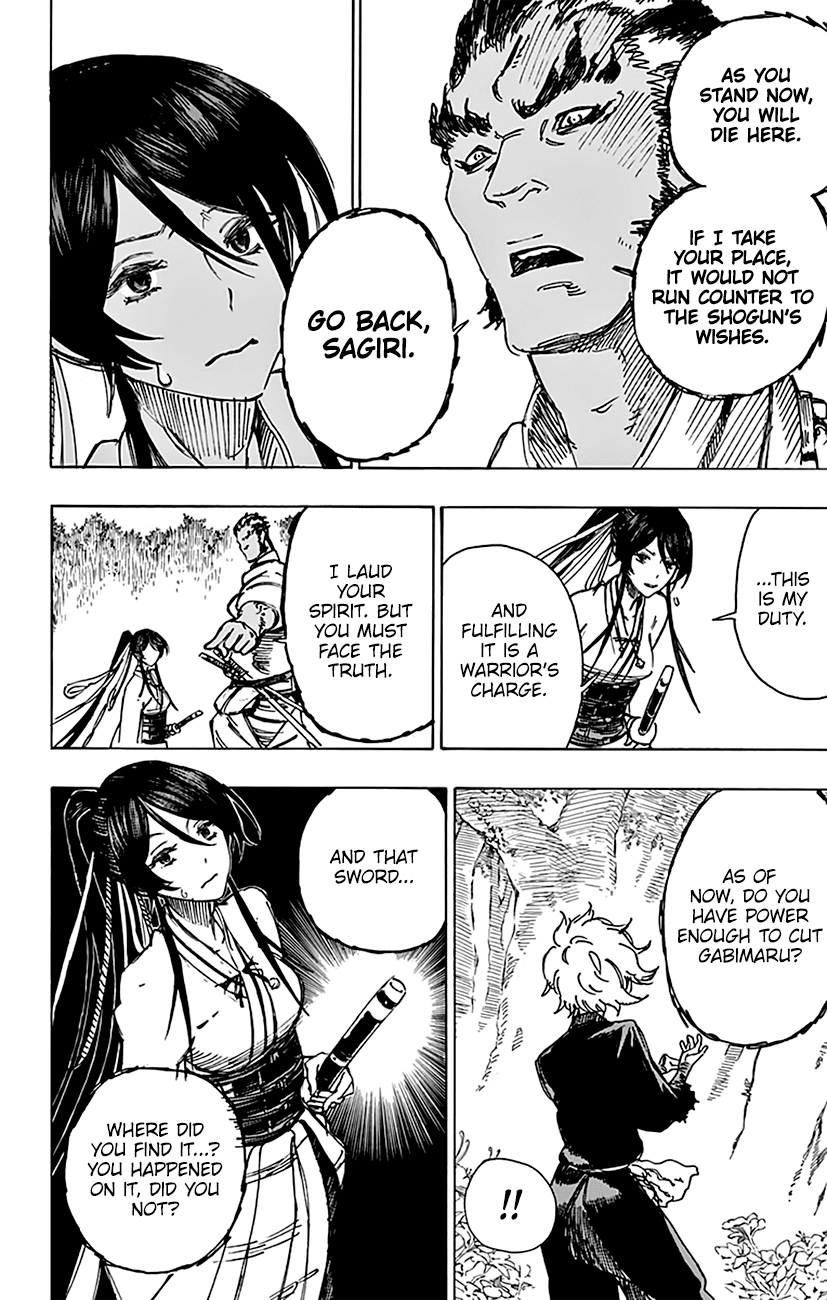 AS YOU
STAND NOW,
YOU WILL
DIE HERE.
IF I TAKE
YOUR PLACE,
IT WOULD NOT
RUN COUNTER TO
THE SHOGUN'S
WISHES.
GO BACK,
SAGIRI.
...THIS
IS MY
DUTY.
AND
FULFILLING
IT IS A
WARRIOR'S
CHARGE.
I LAUD
YOUR
SPIRIT. BUT
YOU MUST
FACE THE
TRUTH.
AS OF
NOW, DO YOU
HAVE POWER
ENOUGH TO CUT
GABIMARU?
!!
AND THAT
SWORD...
WHERE DID
YOU FIND IT...?
YOU HAPPENED
ON IT, DID YOU
NOT?